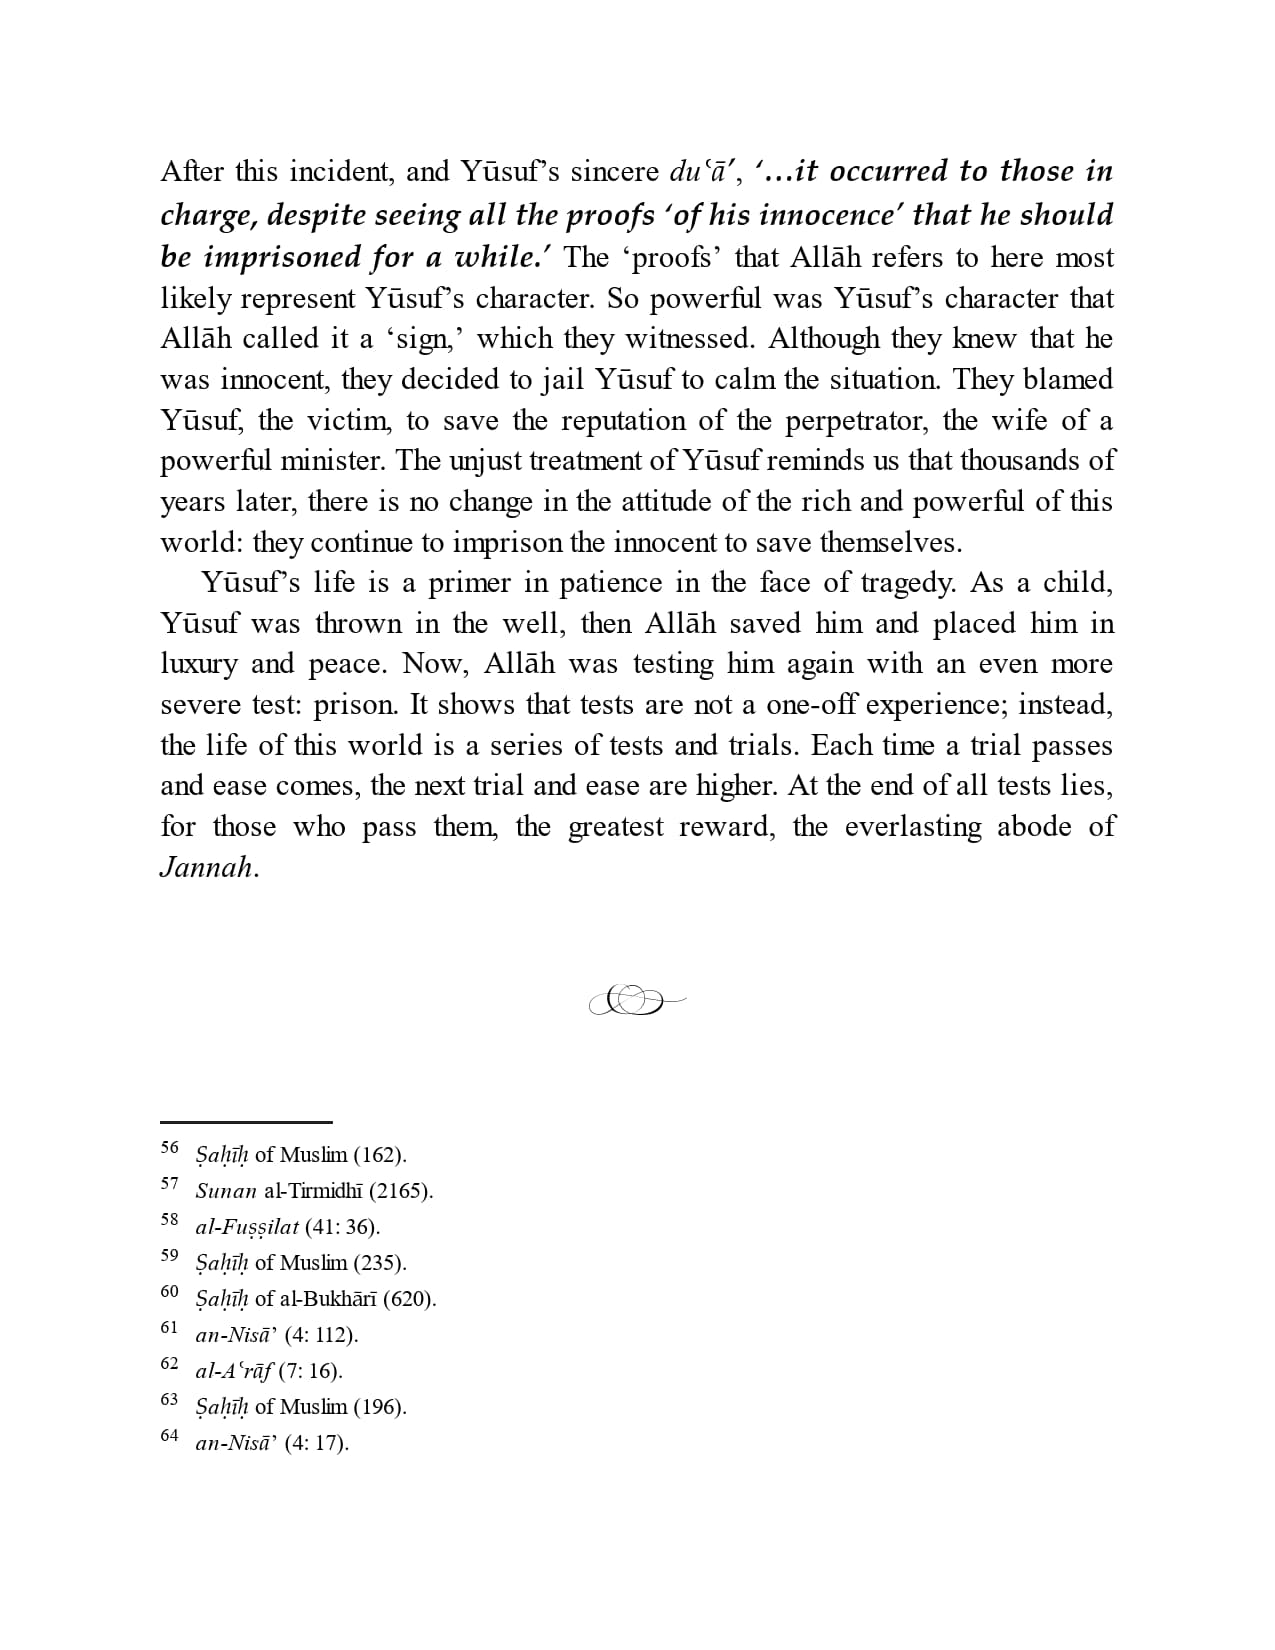 After this incident, and Yūsuf’s sincere duʿā’, ‘…it occurred to those in
charge, despite seeing all the proofs ‘of his innocence’ that he should
be imprisoned for a while.’ The ‘proofs’ that Allāh refers to here most
likely represent Yūsuf’s character. So powerful was Yūsuf’s character that
Allāh called it a ‘sign,’ which they witnessed. Although they knew that he
was innocent, they decided to jail Yūsuf to calm the situation. They blamed
Yūsuf, the victim, to save the reputation of the perpetrator, the wife of a
powerful minister. The unjust treatment of Yūsuf reminds us that thousands of
years later, there is no change in the attitude of the rich and powerful of this
world: they continue to imprison the innocent to save themselves.
Yūsuf’s life is a primer in patience in the face of tragedy. As a child,
Yūsuf was thrown in the well, then Allāh saved him and placed him in
luxury and peace. Now, Allāh was testing him again with an even more
severe test: prison. It shows that tests are not a one-off experience; instead,
the life of this world is a series of tests and trials. Each time a trial passes
and ease comes, the next trial and ease are higher. At the end of all tests lies,
for those who pass them, the greatest reward, the everlasting abode of
Jannah.
56 Ṣaḥīḥ of Muslim (162).
57 Sunan al-Tirmidhī (2165).
58 al-Fuṣṣilat (41: 36).
59 Ṣaḥīḥ of Muslim (235).
60 Ṣaḥīḥ of al-Bukhārī (620).
61 an-Nisā’ (4: 112).
62 al-Aʿrāf (7: 16).
63 Ṣaḥīḥ of Muslim (196).
64 an-Nisā’ (4: 17).